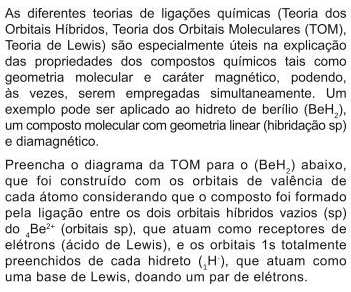 As diferentes teorias de ligações químicas (Teoria dos
Orbitais Híbridos, Teoria dos Orbitais Moleculares (TOM),
Teoria de Lewis) são especialmente úteis na explicação
das propriedades dos compostos químicos tais como
geometria molecular e caráter magnético, podendo,
às vezes, serem empregadas simultaneamente. Um
exemplo pode ser aplicado ao hidreto de berílio (BeH₂),
um composto molecular com geometria linear (hibridação sp)
e diamagnético.
Preencha o diagrama da TOM para o (BeH₂) abaixo,
que foi construído com os orbitais de valência de
cada átomo considerando que o composto foi formado
pela ligação entre os dois orbitais híbridos vazios (sp)
do ₄Be²⁺ (orbitais sp), que atuam como receptores de
elétrons (ácido de Lewis), e os orbitais 1s totalmente
preenchidos de cada hidreto (₁H⁻), que atuam como
uma base de Lewis, doando um par de elétrons.